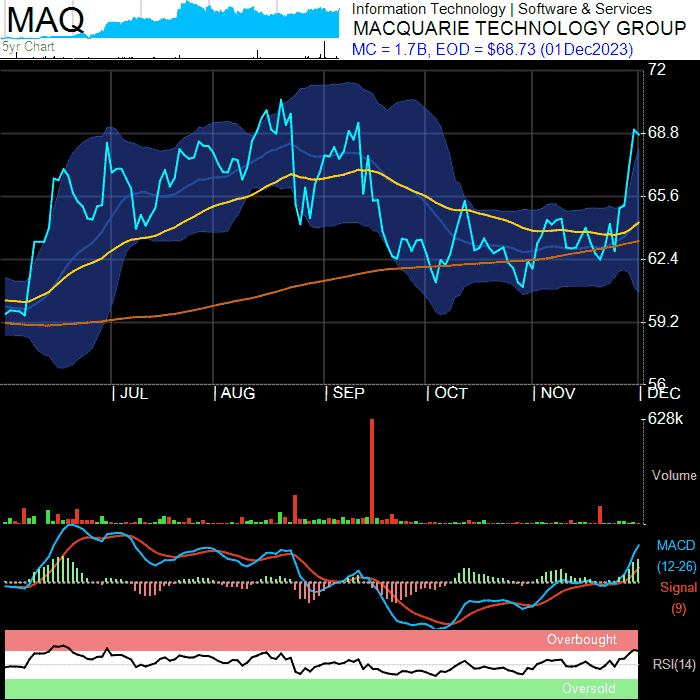 MAQ
5yr Chart
Information Technology | Software & Services
MACQUARIE TECHNOLOGY GROUP
MC = 1.7B, EOD = $68.73 (01Dec2023)
72
68.8
65.6
62.4
59.2
56
JUL
AUG
SEP
OCT
NOV
DEC
628k
Volume
MACD
(12-26)
Signal
(9)
Overbought
RSI(14)
Oversold